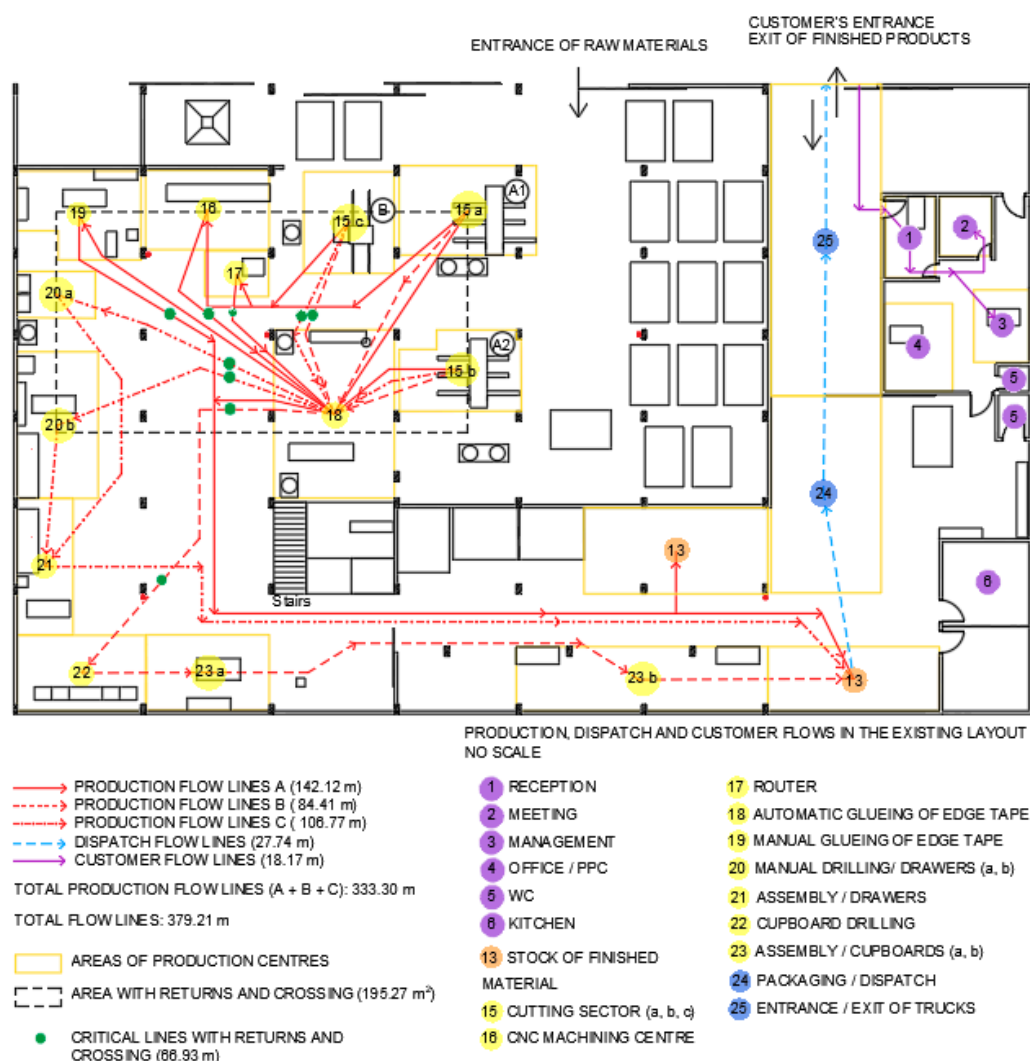 CUSTOMER'S ENTRANCE
EXIT OF FINISHED PRODUCTS
ENTRANCE OF RAW MATERIALS
A1
B
19
16
15 c
15 a
25
1
2
17
20 a
3
4
A2
15 b
5
18
5
20 b
24
13
21
6
Stairs
22
23 a
23 b
13
PRODUCTION, DISPATCH AND CUSTOMER FLOWS IN THE EXISTING LAYOUT
NO SCALE
PRODUCTION FLOW LINES A (142.12 m)
PRODUCTION FLOW LINES B ( 84.41 m)
PRODUCTION FLOW LINES C ( 106.77 m)
DISPATCH FLOW LINES (27.74 m)
CUSTOMER FLOW LINES (18.17 m)
TOTAL PRODUCTION FLOW LINES (A + B + C): 333.30 m
TOTAL FLOW LINES: 379.21 m
AREAS OF PRODUCTION CENTRES
AREA WITH RETURNS AND CROSSING (195.27 m²)
CRITICAL LINES WITH RETURNS AND
CROSSING (66.93 m)
1 RECEPTION
2 MEETING
3 MANAGEMENT
4 OFFICE / PPC
5 WC
6 KITCHEN
13 STOCK OF FINISHED
MATERIAL
15 CUTTING SECTOR (a, b, c)
16 CNC MACHINING CENTRE
17 ROUTER
18 AUTOMATIC GLUEING OF EDGE TAPE
19 MANUAL GLUEING OF EDGE TAPE
20 MANUAL DRILLING/ DRAWERS (a, b)
21 ASSEMBLY / DRAWERS
22 CUPBOARD DRILLING
23 ASSEMBLY / CUPBOARDS (a, b)
24 PACKAGING / DISPATCH
25 ENTRANCE / EXIT OF TRUCKS